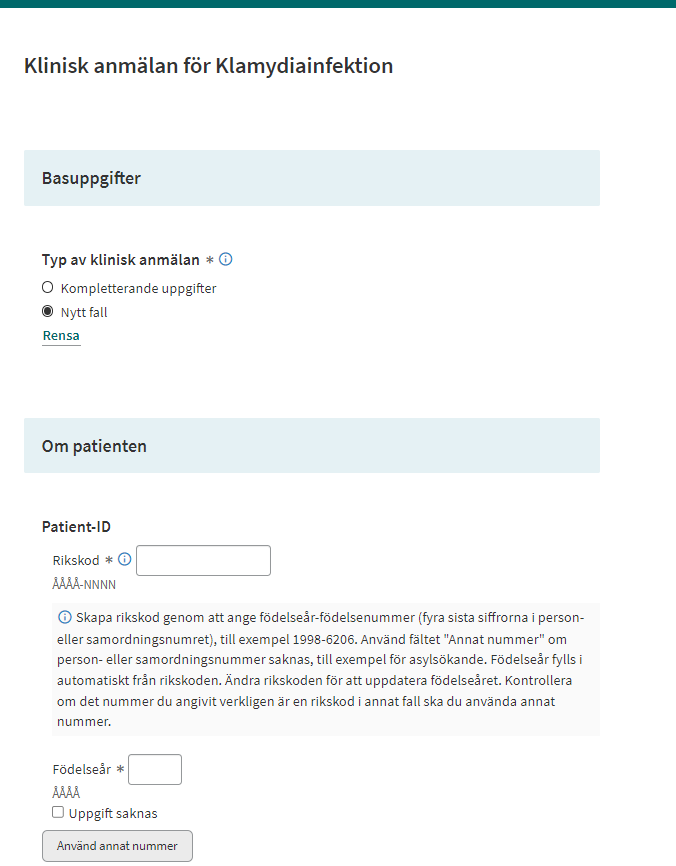 Klinisk anmälan för Klamydiainfektion
Basuppgifter
Typ av klinisk anmälan *
Kompletterande uppgifter
Nytt fall
Rensa
Om patienten
Patient-ID
Rikskod *
ÅÅÅÅ-NNNN
Skapa rikskod genom att ange födelseår-födelsenummer (fyra sista siffrorna i person-
eller samordningsnumret), till exempel 1998-6206. Använd fältet "Annat nummer" om
person- eller samordningsnummer saknas, till exempel för asylsökande. Födelseår fylls i
automatiskt från rikskoden. Ändra rikskoden för att uppdatera födelseåret. Kontrollera
om det nummer du angivit verkligen är en rikskod i annat fall ska du använda annat
nummer.
Födelseår *
ÅÅÅÅ
Uppgift saknas
Använd annat nummer